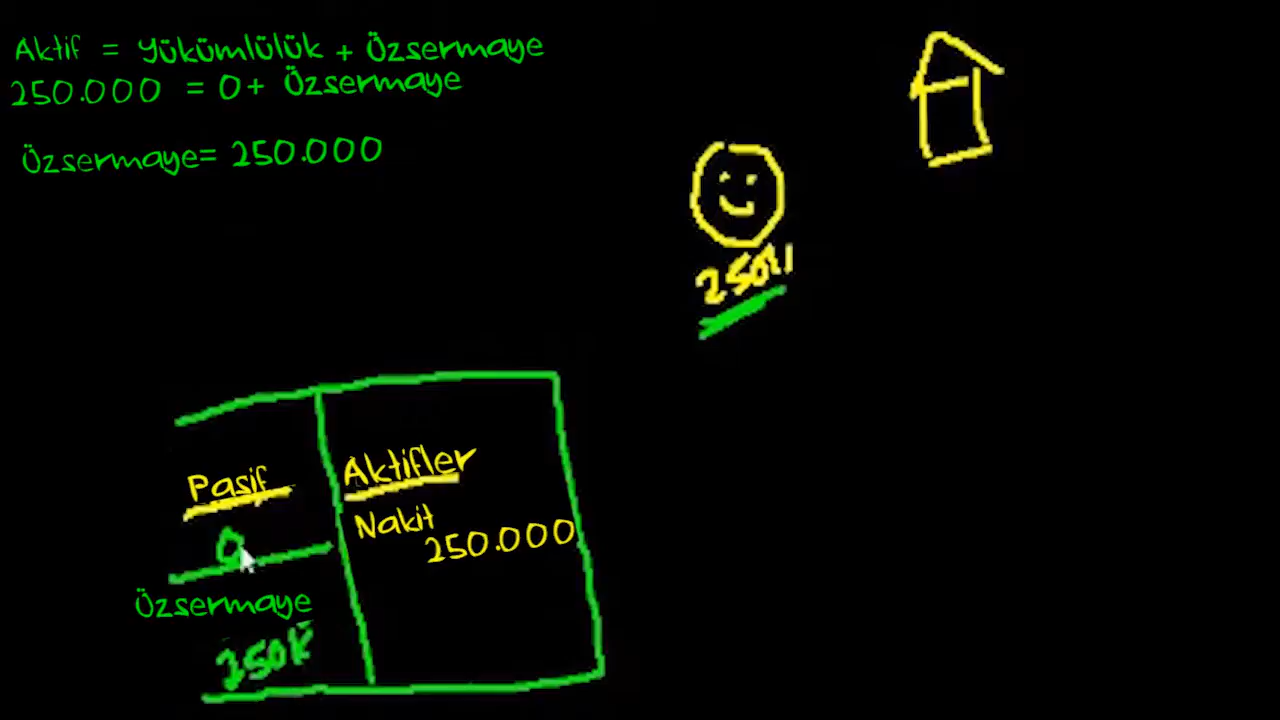 Aktif = Yükümlülük + Özsermaye
250.000 = 0+ Özsermaye
Özsermaye= 250.000
250K
Pasif
0
Özsermaye
250K
Aktifler
Nakit
250.000